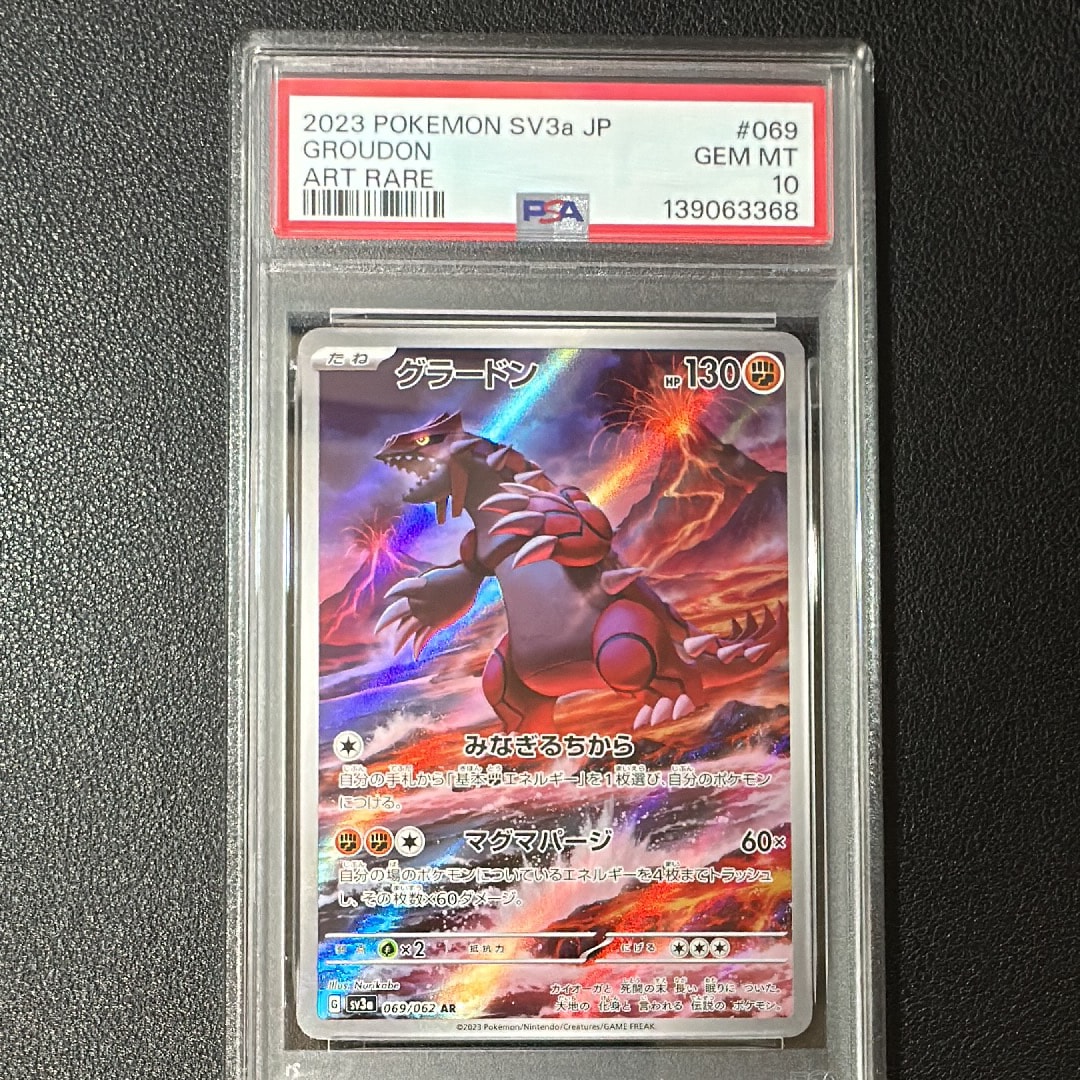 2023 POKEMON SV3a JP #069
GROUDON GEM MT
ART RARE 10
PSA 139063368
たね グラードン HP 130
みなぎるちから
自分の手札から「基本エネルギー」を1枚選び、自分のポケモン
につける。
マグマパージ 60×
自分の場のポケモンについているエネルギーを4枚までトラッシュ
し、その枚数×60ダメージ。
弱点 ×2 抵抗力 にげる
Illus. Nurikabe
G sv3a 069/062 AR
カイオーガと 死闘の末 長い 眠りに ついた。
大地の 化身と 言われる 伝説の ポケモン。
©2023 Pokémon/Nintendo/Creatures/GAME FREAK.